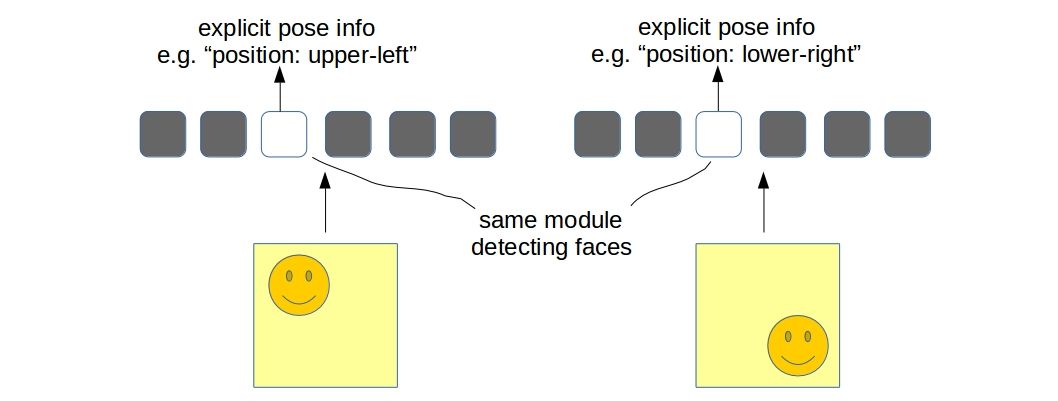 explicit pose info
e.g. “position: upper-left”
explicit pose info
e.g. “position: lower-right”
same module
detecting faces